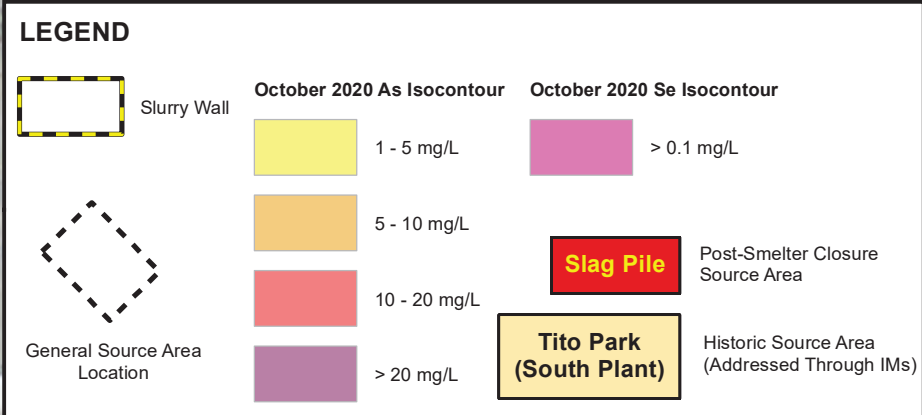 LEGEND
Slurry Wall
General Source Area
Location
October 2020 As Isocontour
1 - 5 mg/L
5 - 10 mg/L
10 - 20 mg/L
> 20 mg/L
October 2020 Se Isocontour
> 0.1 mg/L
Slag Pile
Post-Smelter Closure
Source Area
Tito Park
(South Plant)
Historic Source Area
(Addressed Through IMs)